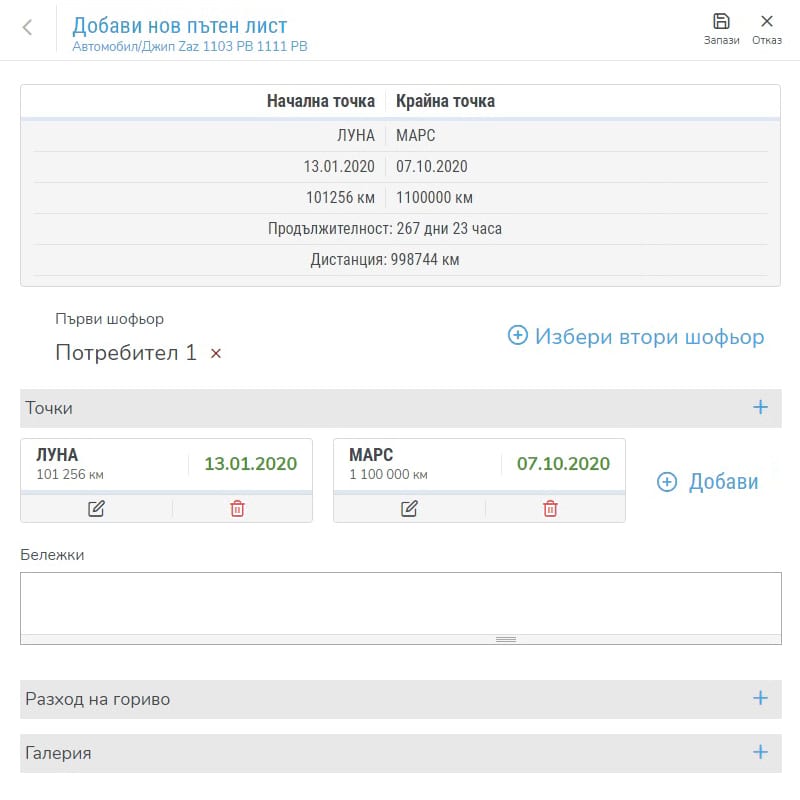 Добави нов пътен лист
Автомобил/Джип Zaz 1103 PB 1111 PB
Запази Отказ
Начална точка Крайна точка
ЛУНА МАРС
13.01.2020 07.10.2020
101256 км 1100000 км
Продължителност: 267 дни 23 часа
Дистанция: 998744 км
Първи шофьор
Потребител 1
Избери втори шофьор
Точки
ЛУНА
101 256 км
13.01.2020
МАРС
1 100 000 км
07.10.2020
Добави
Бележки
Разход на гориво
Галерия